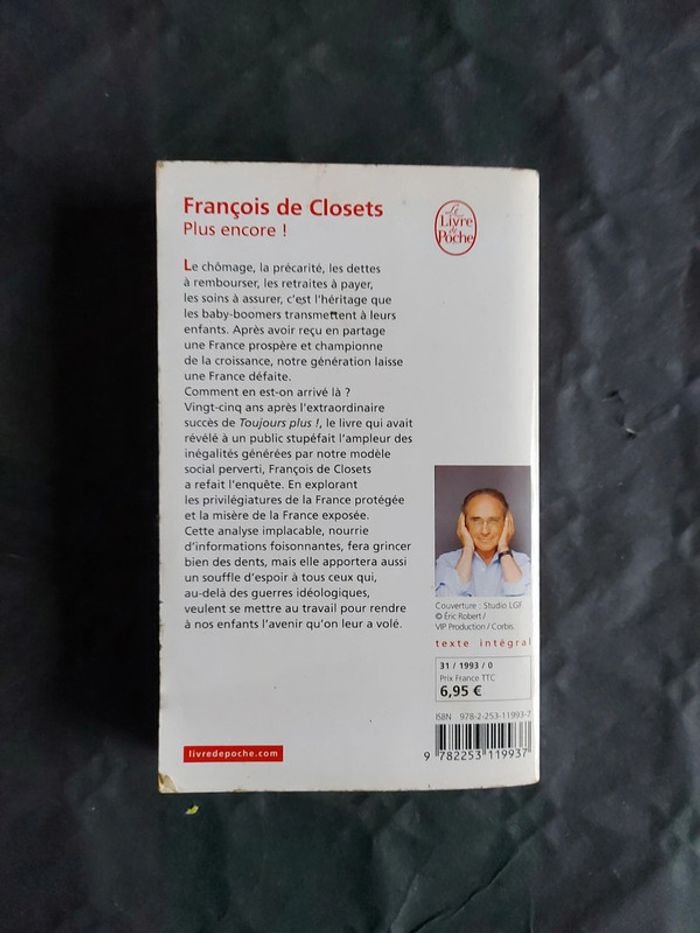 François de Closets
Plus encore !
Le
Livre
de
Poche
Le chômage, la précarité, les dettes
à rembourser, les retraites à payer,
les soins à assurer, c'est l'héritage que
les baby-boomers transmettent à leurs
enfants. Après avoir reçu en partage
une France prospère et championne
de la croissance, notre génération laisse
une France défaite.
Comment en est-on arrivé là ?
Vingt-cinq ans après l'extraordinaire
succès de Toujours plus !, le livre qui avait
révélé à un public stupéfait l'ampleur des
inégalités générées par notre modèle
social perverti, François de Closets
a refait l'enquête. En explorant
les privilégiatures de la France protégée
et la misère de la France exposée.
Cette analyse implacable, nourrie
d'informations foisonnantes, fera grincer
bien des dents, mais elle apportera aussi
un souffle d'espoir à tous ceux qui,
au-delà des guerres idéologiques,
veulent se mettre au travail pour rendre
à nos enfants l'avenir qu'on leur a volé.
Couverture : Studio LGF
© Éric Robert /
VIP Production / Corbis.
texte intégral
31 / 1993 / 0
Prix France TTC
6,95 €
ISBN 978-2-253-11993-7
9 782253 119937
livredepoche.com